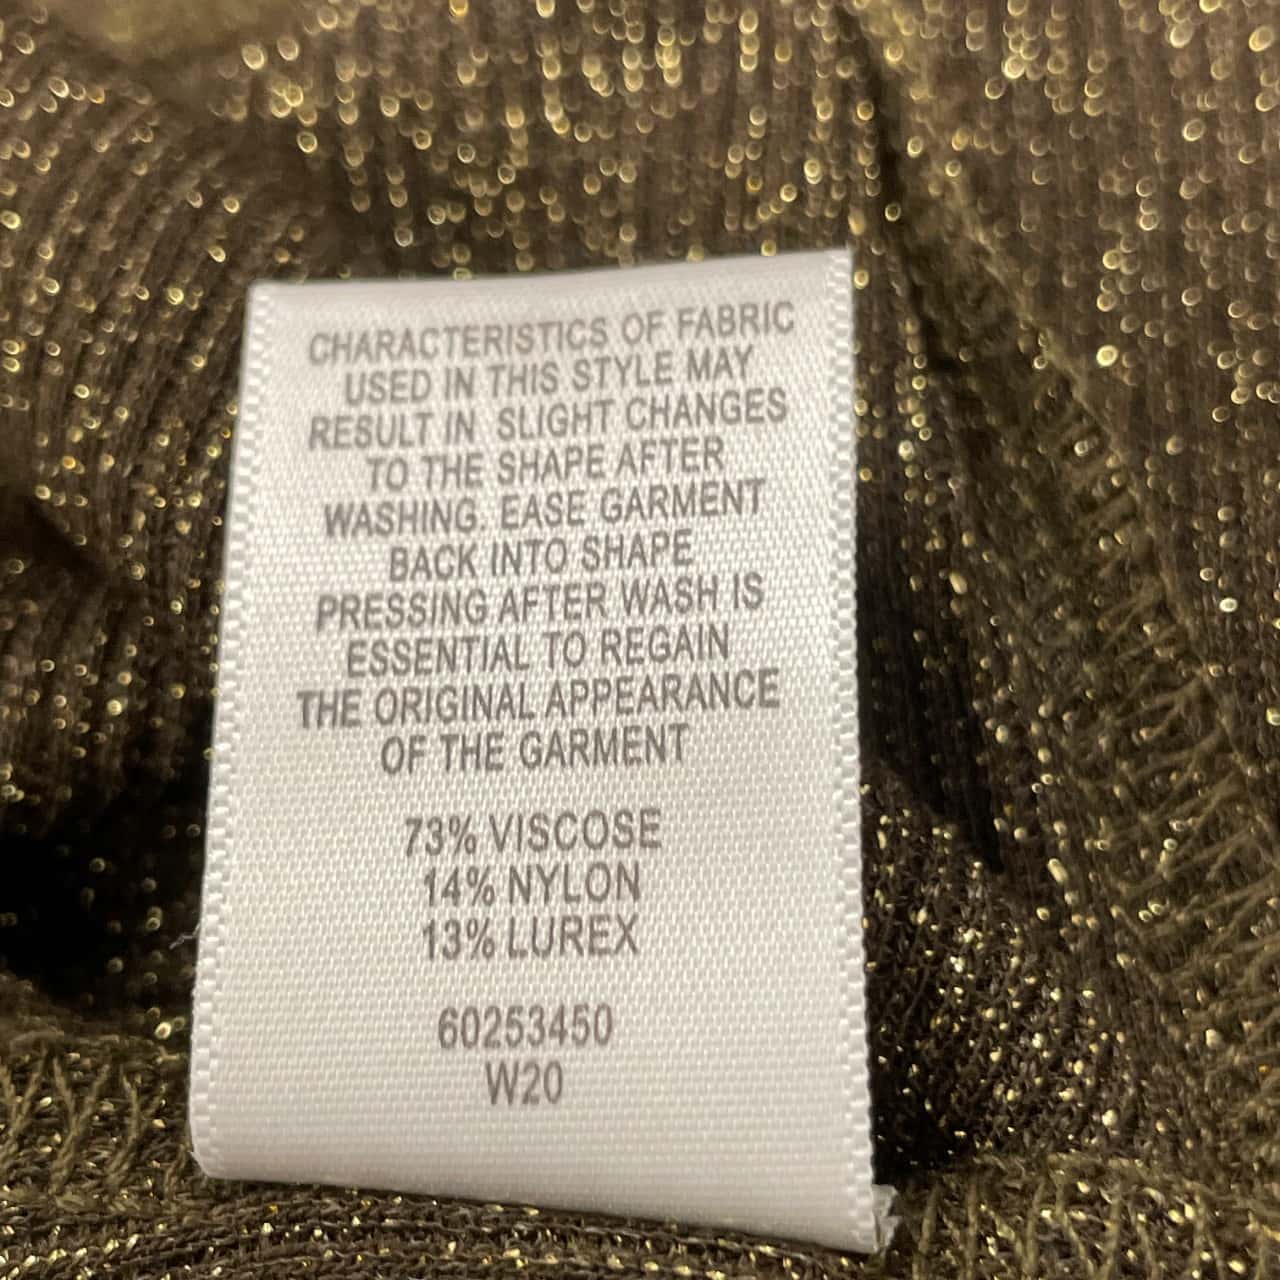 CHARACTERISTICS OF FABRIC
USED IN THIS STYLE MAY
RESULT IN SLIGHT CHANGES
TO THE SHAPE AFTER
WASHING. EASE GARMENT
BACK INTO SHAPE
PRESSING AFTER WASH IS
ESSENTIAL TO REGAIN
THE ORIGINAL APPEARANCE
OF THE GARMENT
73% VISCOSE
14% NYLON
13% LUREX
60253450
W20